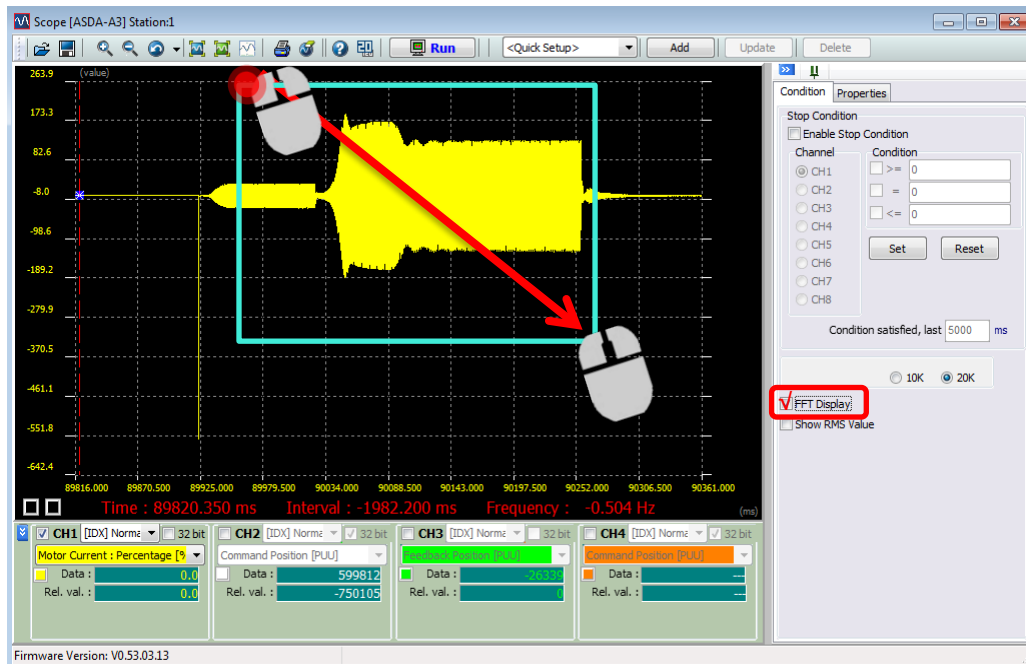 Scope [ASDA-A3] Station:1
Run <Quick Setup> Add Update Delete
263.9 (value)
173.3
82.6
-8.0
-98.6
-189.2
-279.9
-370.5
-461.1
-551.8
-642.4
89816.000 89870.500 89925.000 89979.500 90034.000 90088.500 90143.000 90197.500 90252.000 90306.500 90361.000
Time : 89820.350 ms Interval : -1982.200 ms Frequency : -0.504 Hz (ms)
Condition Properties
Stop Condition
Enable Stop Condition
Channel Condition
CH1 >= 0
CH2 = 0
CH3 <= 0
CH4
CH5 Set Reset
CH6
CH7
CH8
Condition satisfied, last 5000 ms
10K 20K
FFT Display
Show RMS Value
CH1 [IDX] Norma 32 bit CH2 [IDX] Norma 32 bit CH3 [IDX] Norma 32 bit CH4 [IDX] Norma 32 bit
Motor Current : Percentage [% Command Position [PUU] Feedback Position [PUU] Command Position [PUU]
Data : 0.0 Data : 599812 Data : -26339 Data : ---
Rel. val. : 0.0 Rel. val. : -750105 Rel. val. : 0 Rel. val. : ---
Firmware Version: V0.53.03.13